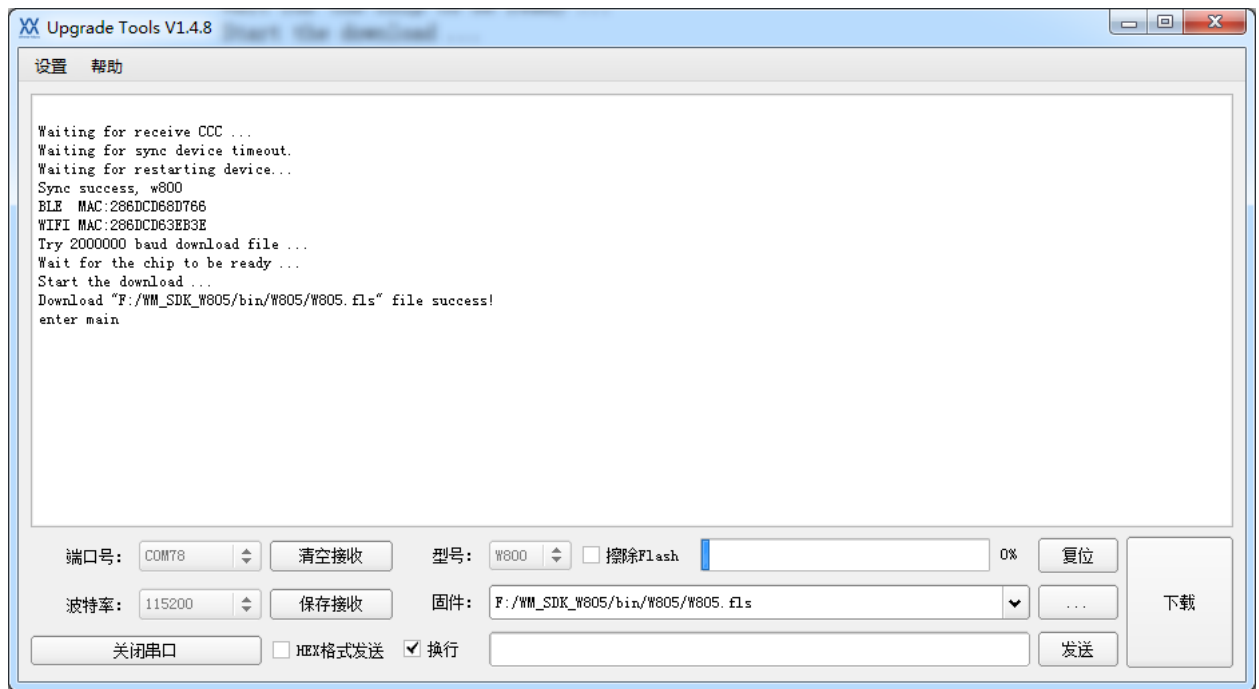 Upgrade Tools V1.4.8
Start the download ...
设置 帮助
Waiting for receive CCC ...
Waiting for sync device timeout.
Waiting for restarting device...
Sync success, w800
BLE MAC:286DCD68D766
WIFI MAC:286DCD63EB3E
Try 2000000 baud download file ...
Wait for the chip to be ready ...
Start the download ...
Download "F:/WM_SDK_W805/bin/W805/W805.fls" file success!
enter main
端口号: COM78 清空接收 型号: W800 擦除Flash 0% 复位
波特率: 115200 保存接收 固件: F:/WM_SDK_W805/bin/W805/W805.fls ... 下载
关闭串口 HEX格式发送 换行 发送